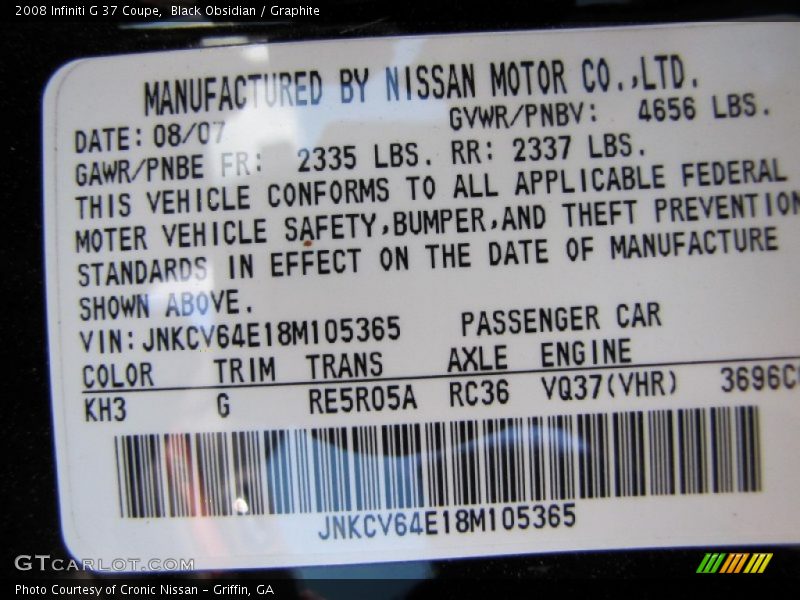 2008 Infiniti G 37 Coupe, Black Obsidian / Graphite
MANUFACTURED BY NISSAN MOTOR CO.,LTD.
DATE: 08/07 GVWR/PNBV: 4656 LBS.
GAWR/PNBE FR: 2335 LBS. RR: 2337 LBS.
THIS VEHICLE CONFORMS TO ALL APPLICABLE FEDERAL
MOTER VEHICLE SAFETY,BUMPER,AND THEFT PREVENTION
STANDARDS IN EFFECT ON THE DATE OF MANUFACTURE
SHOWN ABOVE.
VIN: JNKCV64E18M105365 PASSENGER CAR
COLOR TRIM TRANS AXLE ENGINE
KH3 G RE5R05A RC36 VQ37(VHR) 3696C
JNKCV64E18M105365
GTCARLOT.COM
Photo Courtesy of Cronic Nissan - Griffin, GA